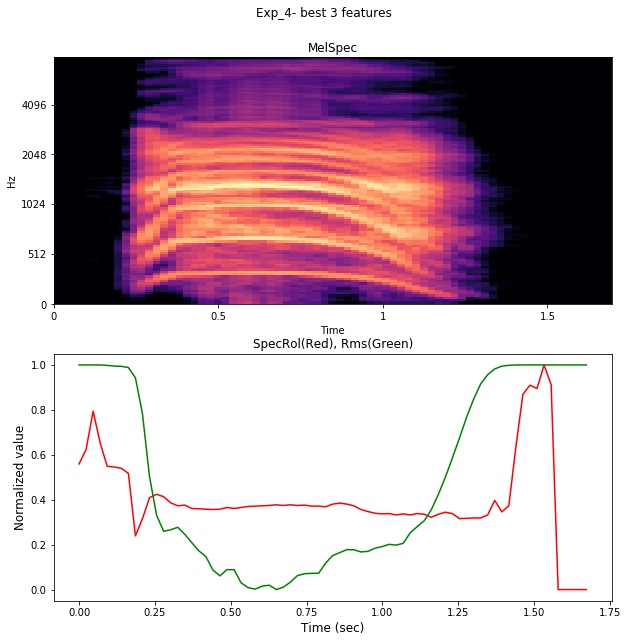 Exp_4- best 3 features
MelSpec
4096
2048
1024
512
0
Hz
0 0.5 1 1.5
Time
SpecRol(Red), Rms(Green)
1.0
0.8
0.6
0.4
0.2
0.0
Normalized value
0.00 0.25 0.50 0.75 1.00 1.25 1.50 1.75
Time (sec)